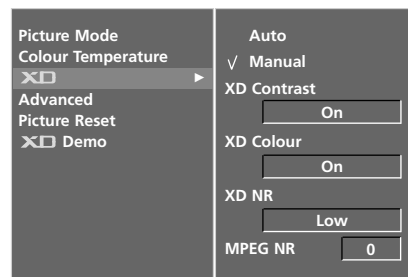 Picture Mode
Colour Temperature
XD ►
Advanced
Picture Reset
XD Demo
Auto
√ Manual
XD Contrast
On
XD Colour
On
XD NR
Low
MPEG NR 0